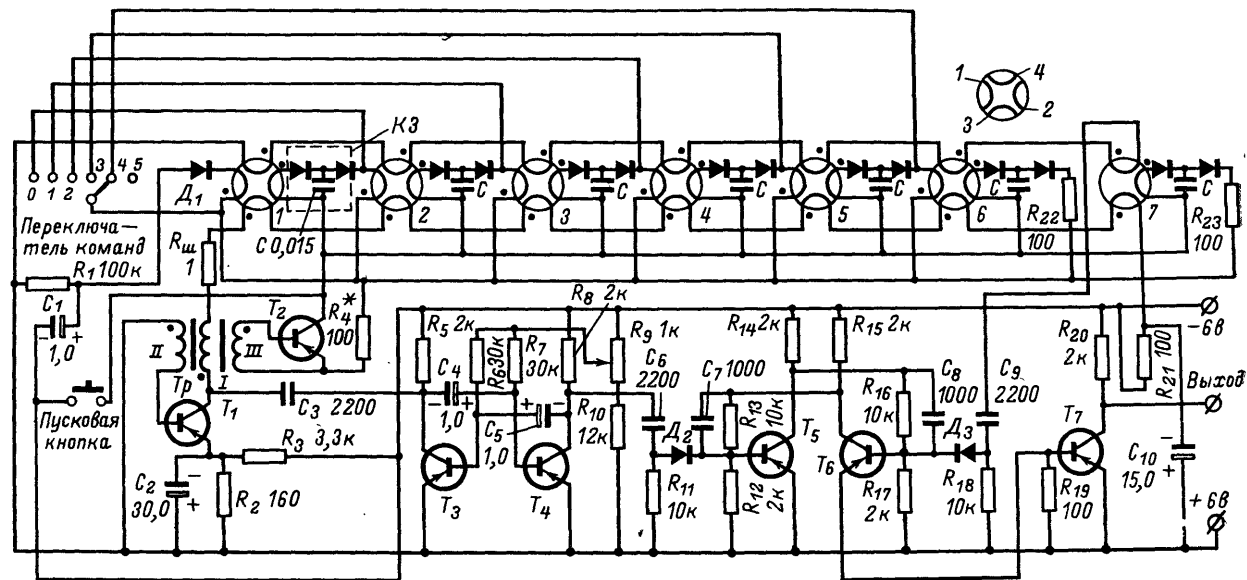 1
4
3
2
КЗ
0
1
2
3
4
5
Д₁
1
2
3
4
5
6
7
С 0,015
С
С
С
С
С
С
Переключа-
тель команд
Rш
1
R₁ 100к
C₁
1,0
R₂₂
100
R₂₃
100
T₂
R₄*
100
II
III
Тр
I
T₁
Пусковая
кнопка
C₃ 2200
R₃ 3,3к
C₂
30,0
R₂ 160
R₅ 2к
C₄
1,0
R₆ 30к
R₇
30к
R₈ 2к
R₉ 1к
C₅
1,0
R₁₀
12к
T₃
T₄
C₆
2200
C₇ 1000
Д₂
R₁₁
10к
R₁₃
10к
R₁₂
2к
R₁₄ 2к
R₁₅ 2к
T₅
T₆
R₁₆
10к
C₈
1000
C₉
2200
Д₃
R₁₇
2к
R₁₈
10к
R₂₀
2к
R₂₁
100
T₇
R₁₉
100
C₁₀
15,0
–6в
Выход
+6в